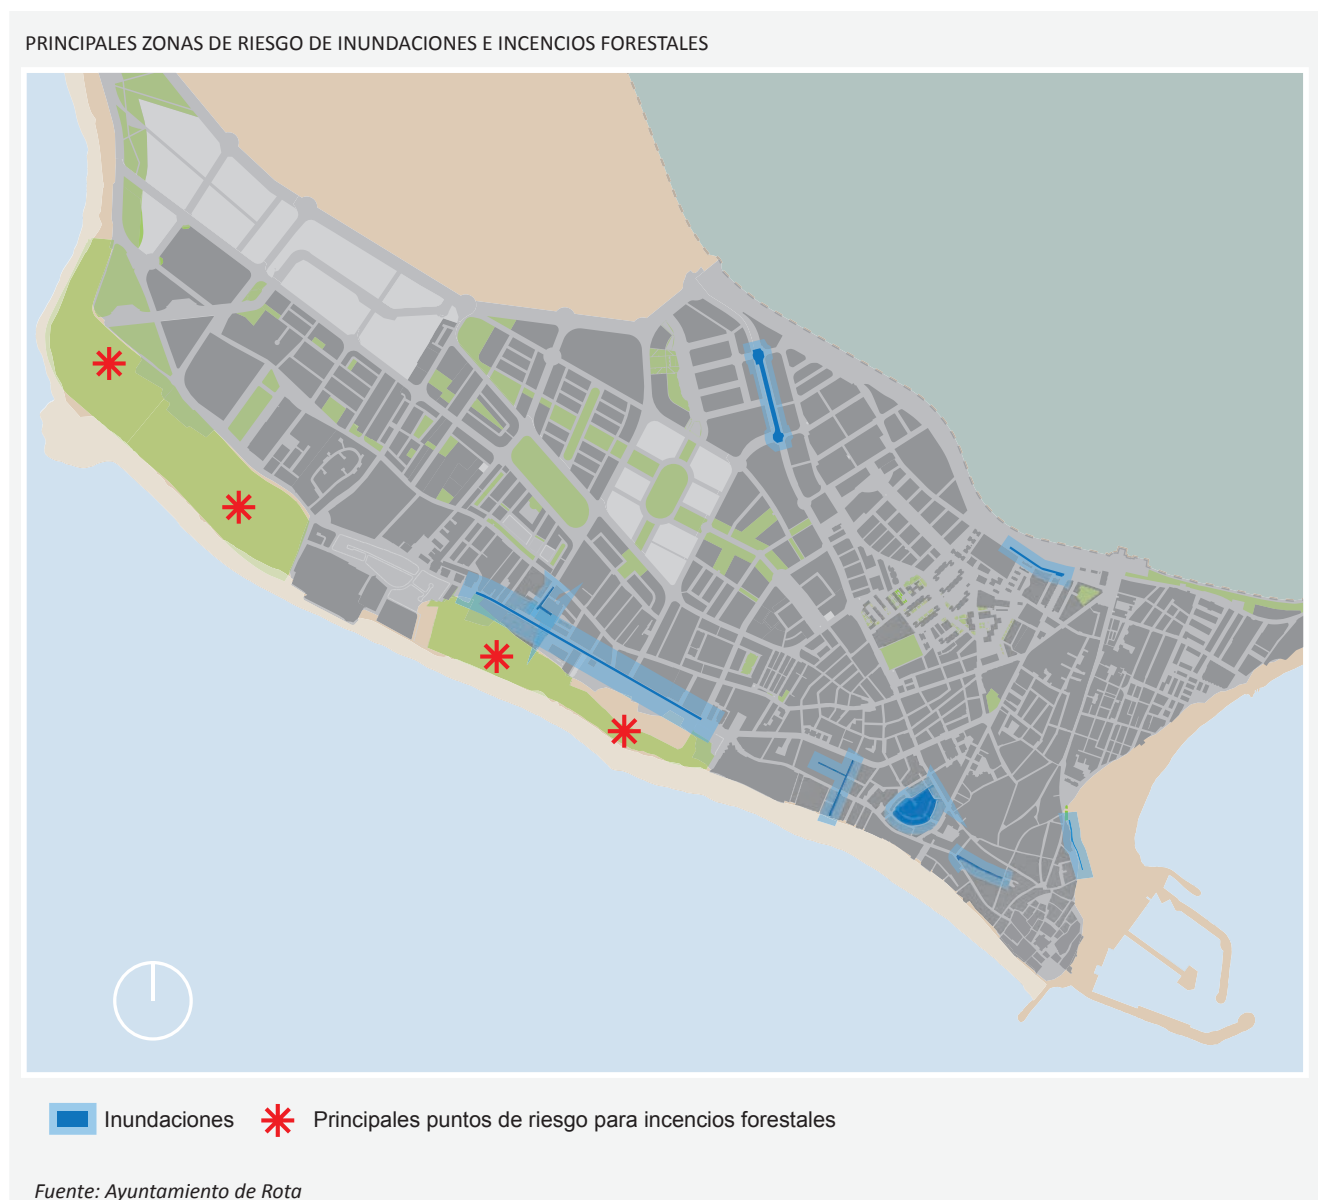 PRINCIPALES ZONAS DE RIESGO DE INUNDACIONES E INCENCIOS FORESTALES
Inundaciones
Principales puntos de riesgo para incencios forestales
Fuente: Ayuntamiento de Rota